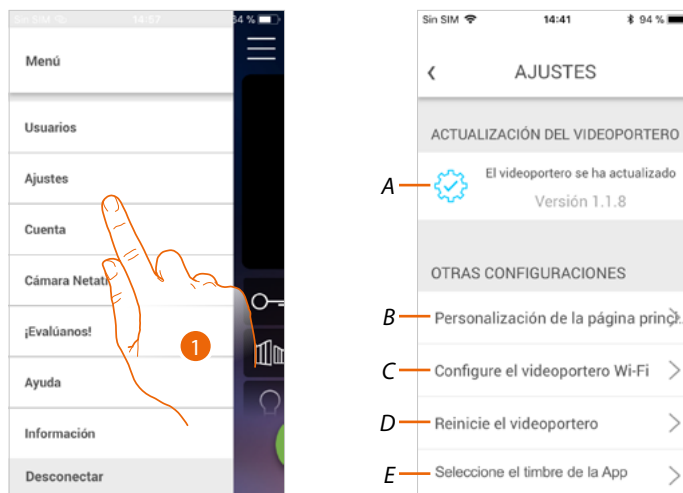 Sin SIM 14:57 34 %
Menú
Usuarios
Ajustes
Cuenta
Cámara
¡Evalúanos!
1
Ayuda
Información
Desconectar
Sin SIM 14:41 94 %
AJUSTES
ACTUALIZACIÓN DEL VIDEOPORTERO
A
El videoportero se ha actualizado
Versión 1.1.8
OTRAS CONFIGURACIONES
B Personalización de la página princ..
C Configure el videoportero Wi-Fi
D Reinicie el videoportero
E Seleccione el timbre de la App